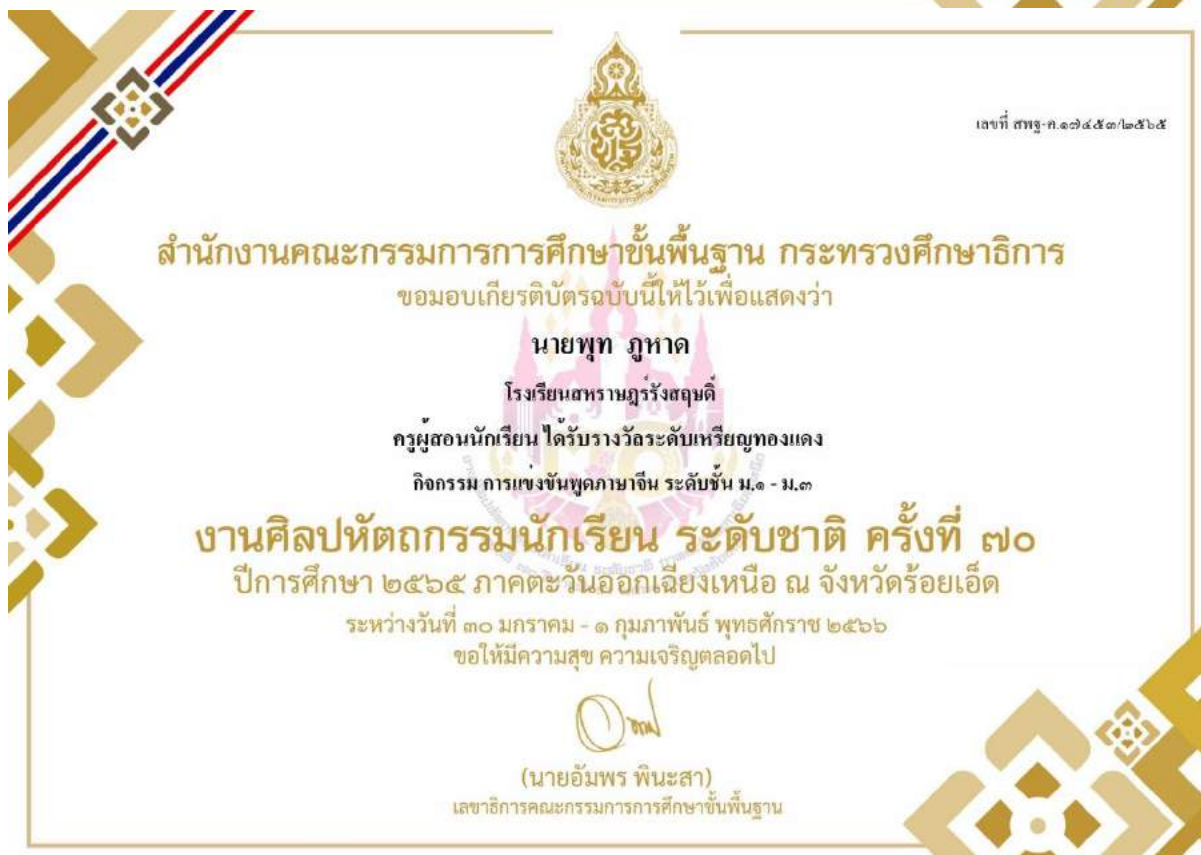 เลขที่ สพฐ-ค.๑๗๔๕๓/๒๕๖๕
สำนักงานคณะกรรมการการศึกษาขั้นพื้นฐาน กระทรวงศึกษาธิการ
ขอมอบเกียรติบัตรฉบับนี้ให้ไว้เพื่อแสดงว่า
นายพุท ภูหาด
โรงเรียนสหราษฎร์รังสฤษดิ์
ครูผู้สอนนักเรียน ได้รับรางวัลระดับเหรียญทองแดง
กิจกรรม การแข่งขันพูดภาษาจีน ระดับชั้น ม.๑ - ม.๓
งานศิลปหัตถกรรมนักเรียน ระดับชาติ ครั้งที่ ๗๐
ปีการศึกษา ๒๕๖๕ ภาคตะวันออกเฉียงเหนือ ณ จังหวัดร้อยเอ็ด
ระหว่างวันที่ ๓๐ มกราคม - ๑ กุมภาพันธ์ พุทธศักราช ๒๕๖๖
ขอให้มีความสุข ความเจริญตลอดไป
(นายอัมพร พินะสา)
เลขาธิการคณะกรรมการการศึกษาขั้นพื้นฐาน